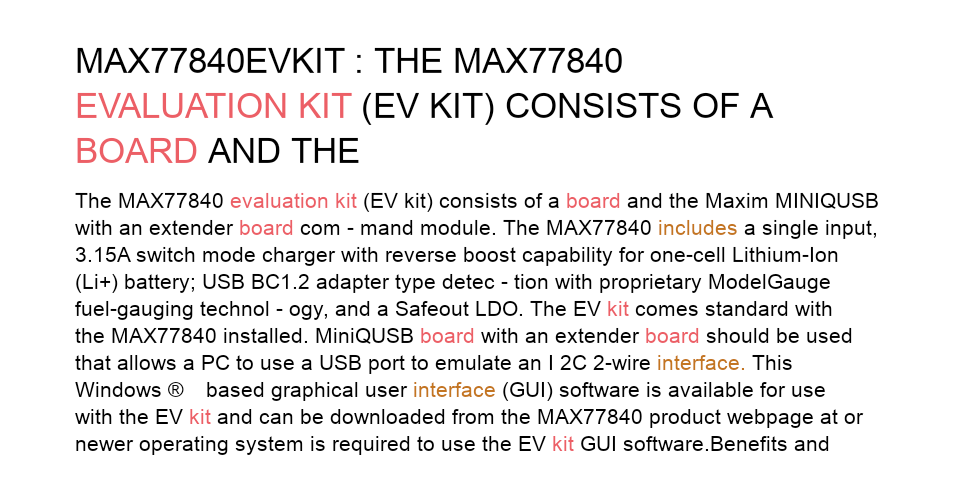 MAX77840EVKIT : THE MAX77840
EVALUATION KIT (EV KIT) CONSISTS OF A
BOARD AND THE
The MAX77840 evaluation kit (EV kit) consists of a board and the Maxim MINIQUSB
with an extender board com - mand module. The MAX77840 includes a single input,
3.15A switch mode charger with reverse boost capability for one-cell Lithium-Ion
(Li+) battery; USB BC1.2 adapter type detec - tion with proprietary ModelGauge
fuel-gauging technol - ogy, and a Safeout LDO. The EV kit comes standard with
the MAX77840 installed. MiniQUSB board with an extender board should be used
that allows a PC to use a USB port to emulate an I 2C 2-wire interface. This
Windows ®    based graphical user interface (GUI) software is available for use
with the EV kit and can be downloaded from the MAX77840 product webpage at or
newer operating system is required to use the EV kit GUI software.Benefits and